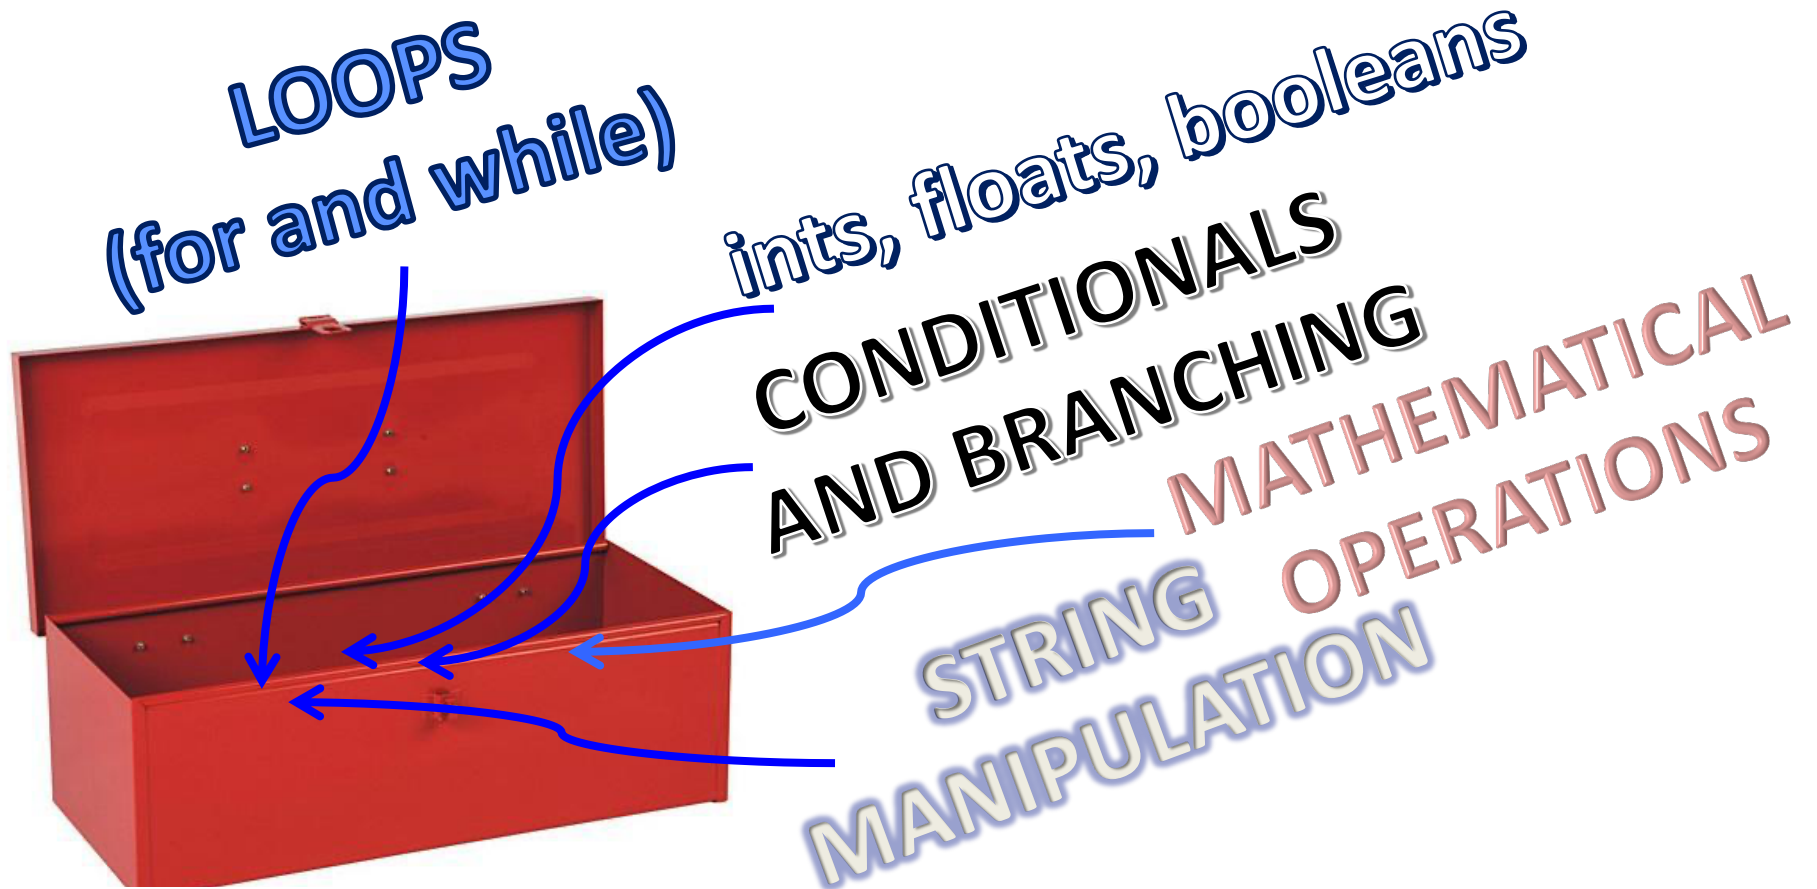 LOOPS
(for and while)
ints, floats, booleans
CONDITIONALS
AND BRANCHING
MATHEMATICAL
OPERATIONS
STRING
MANIPULATION